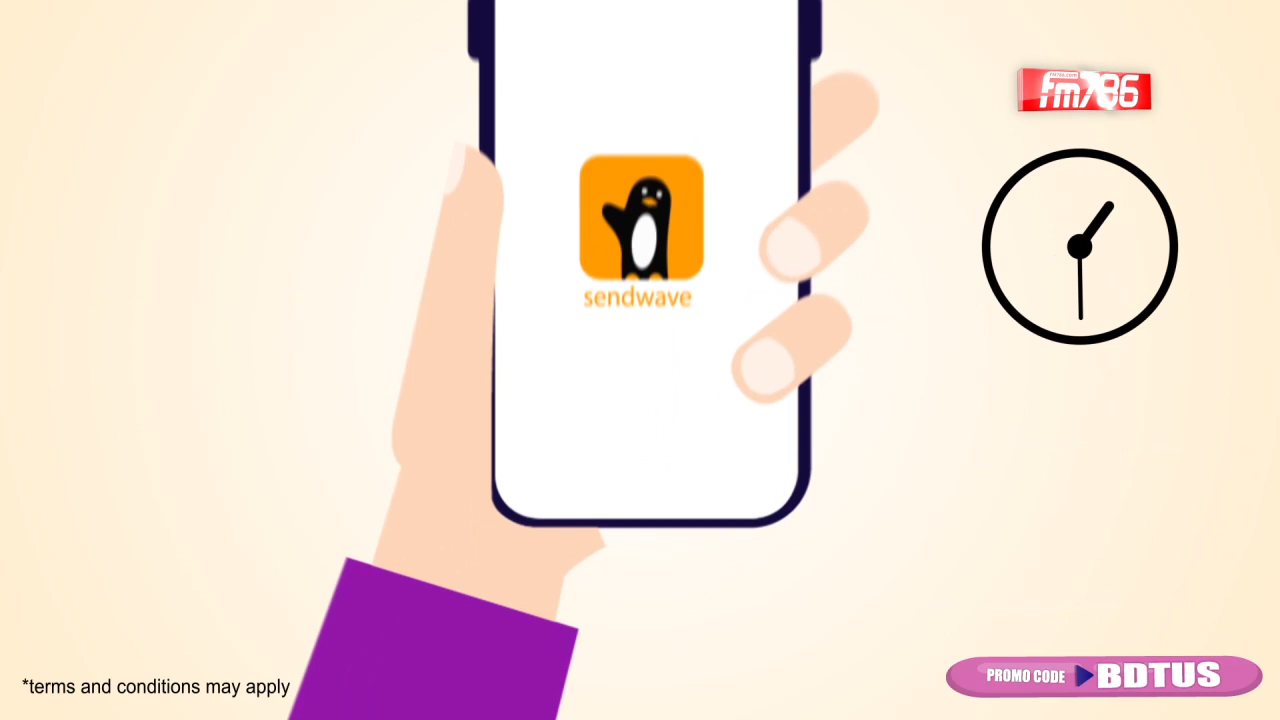 fm786
sendwave
*terms and conditions may apply
PROMO CODE BDTUS